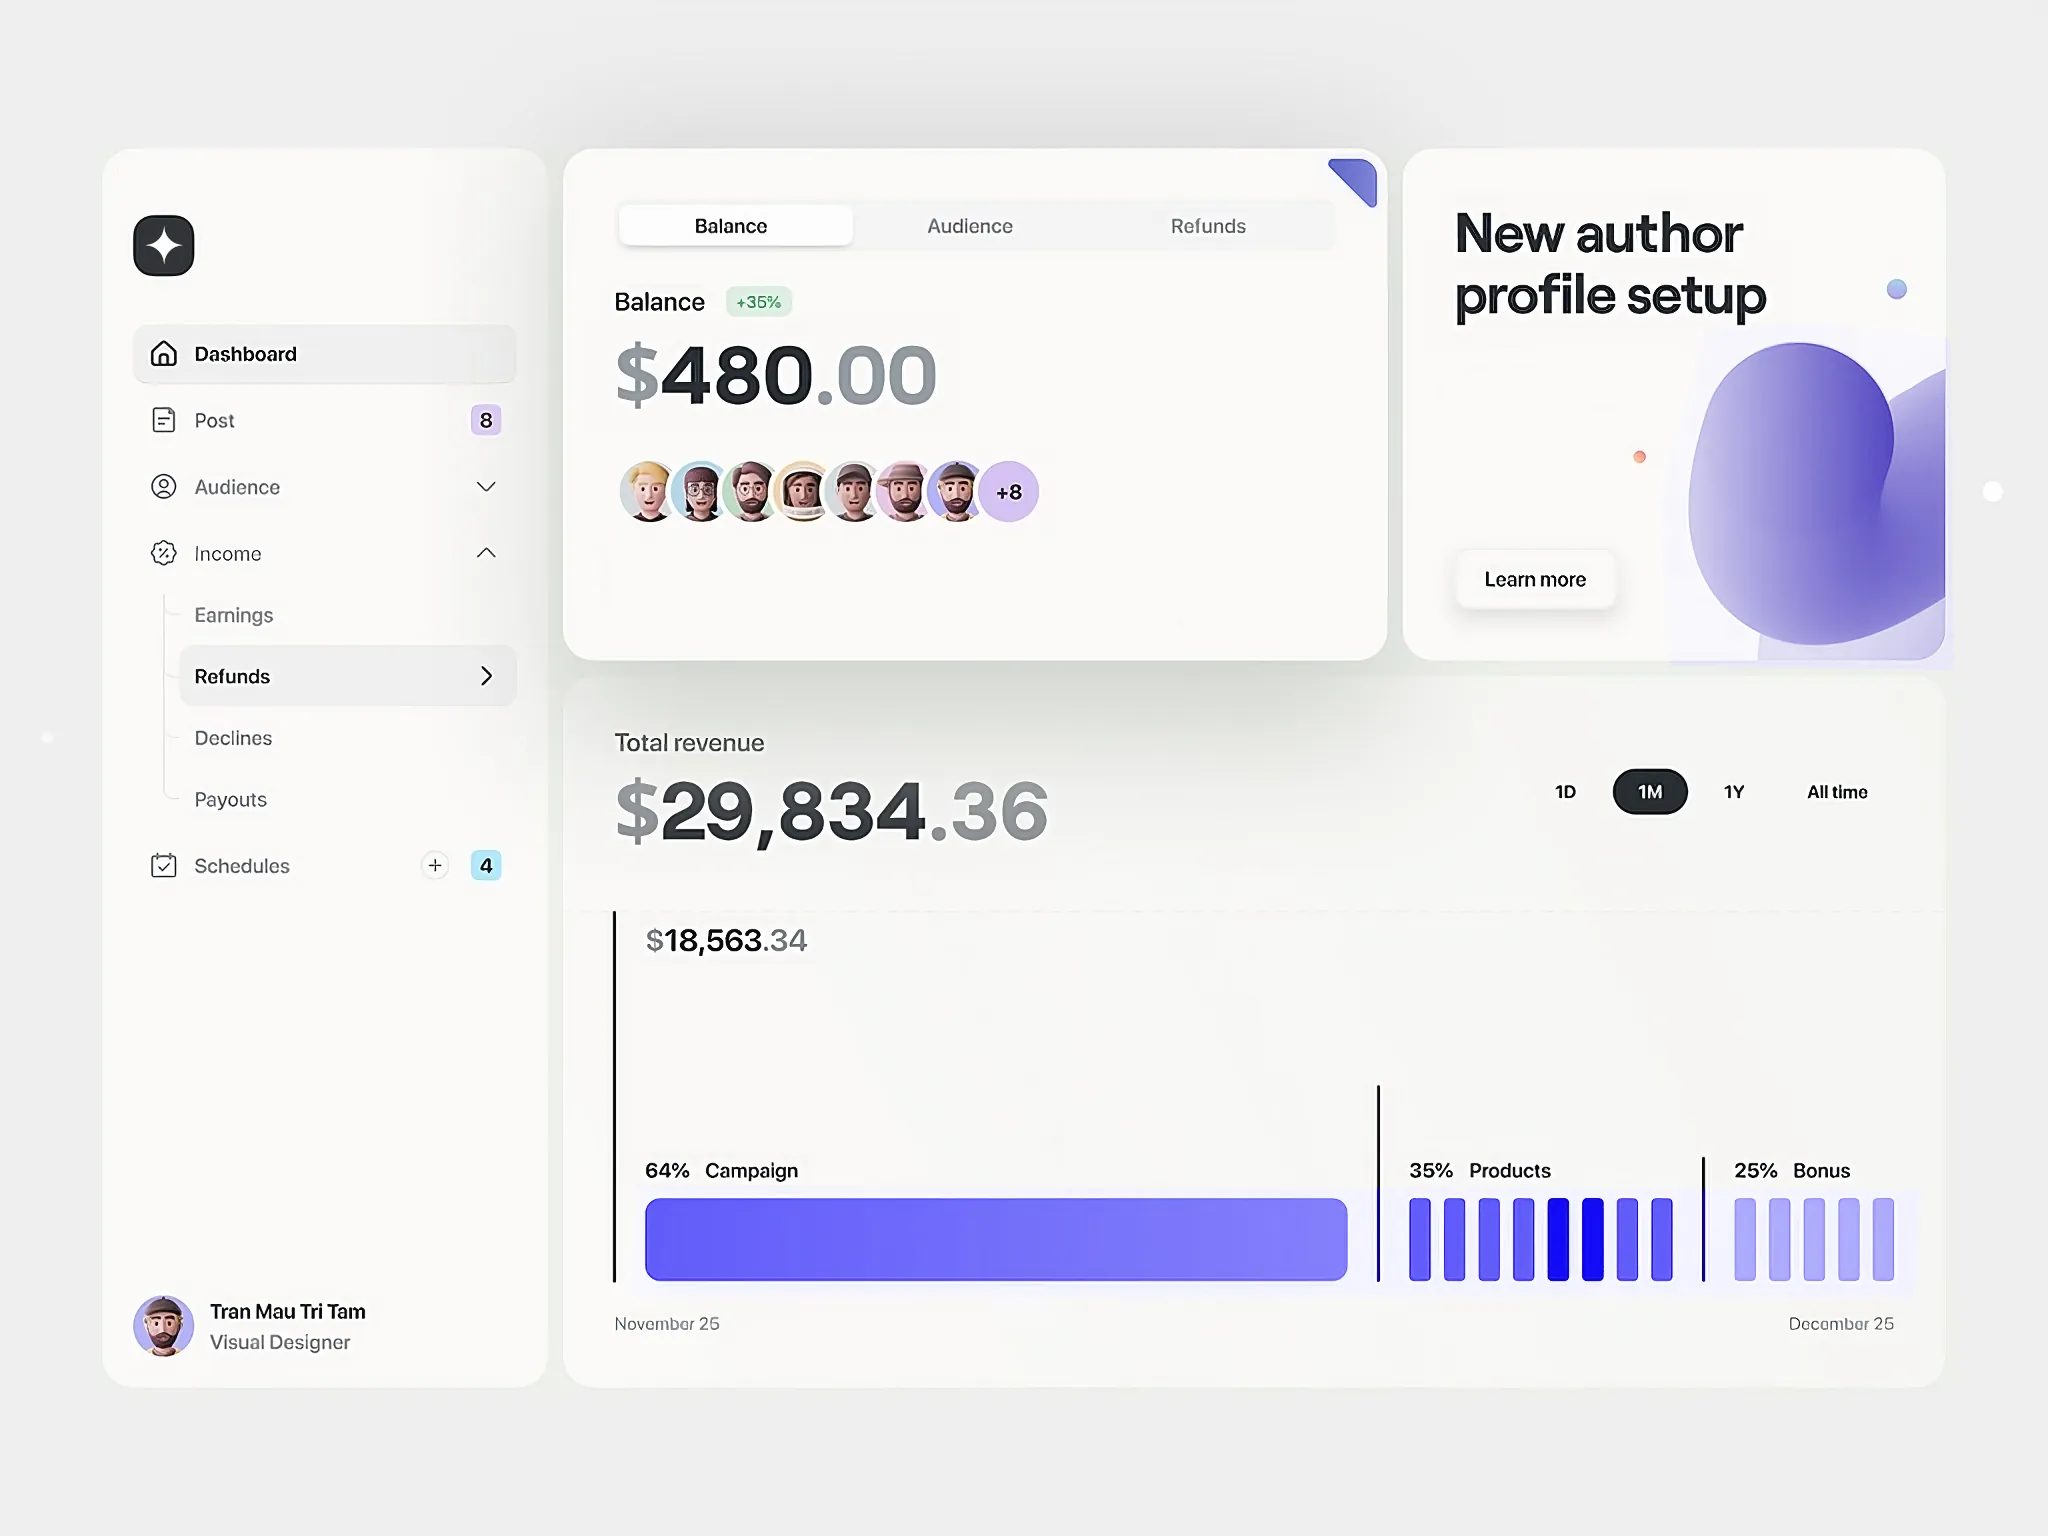 Dashboard
Post 8
Audience
Income
Earnings
Refunds
Declines
Payouts
Schedules + 4
Tran Mau Tri Tam
Visual Designer
Balance Audience Refunds
Balance +35%
$480.00
+8
New author
profile setup
Learn more
Total revenue
$29,834.36
1D 1M 1Y All time
$18,563.34
64% Campaign
35% Products
25% Bonus
November 25
December 25